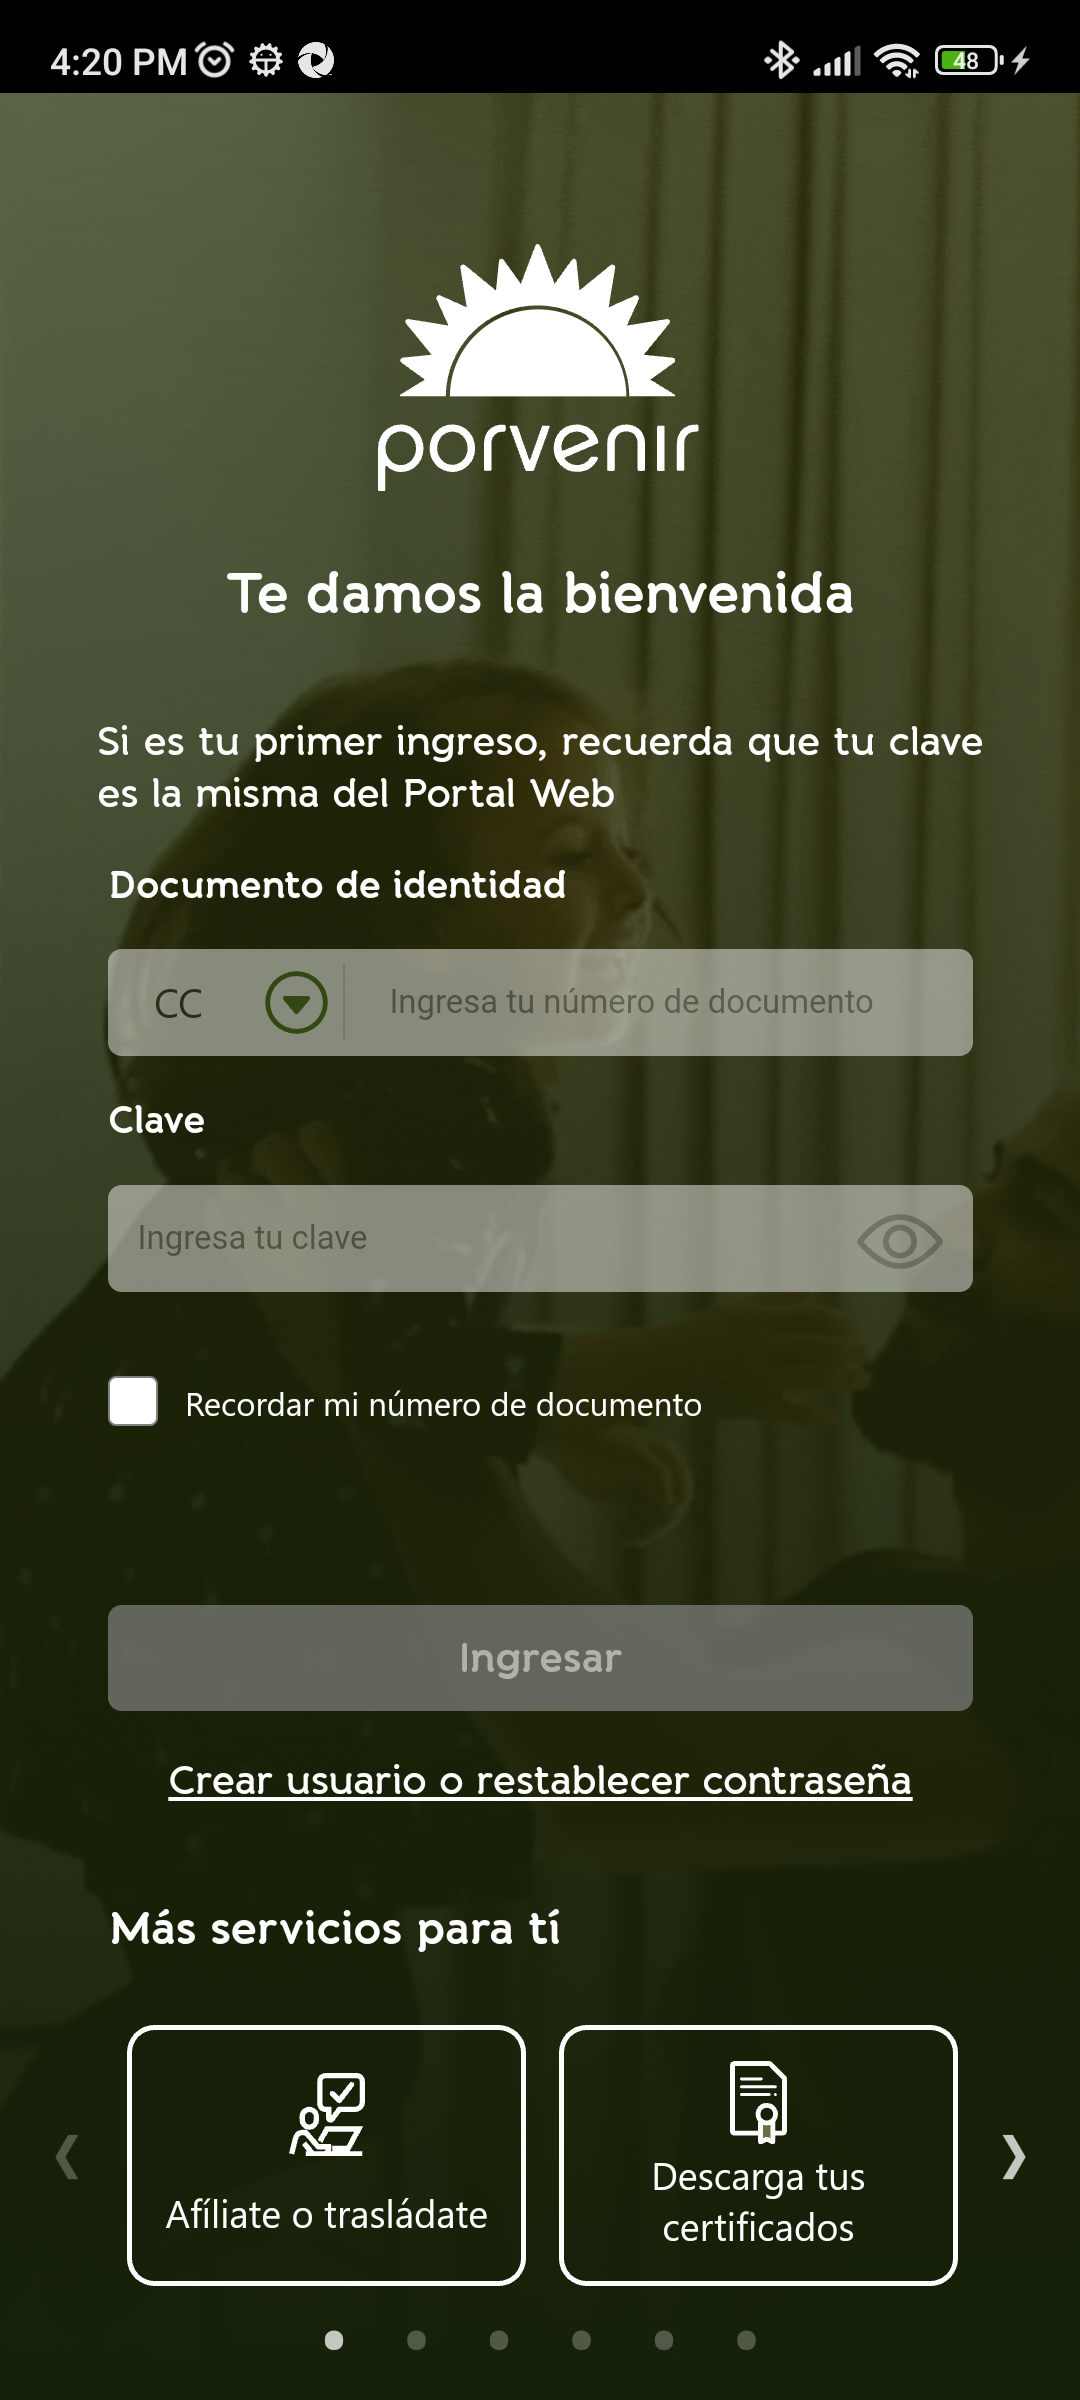 4:20 PM
48
porvenir
Te damos la bienvenida
Si es tu primer ingreso, recuerda que tu clave
es la misma del Portal Web
Documento de identidad
CC
Ingresa tu número de documento
Clave
Ingresa tu clave
Recordar mi número de documento
Ingresar
Crear usuario o restablecer contraseña
Más servicios para tí
Afíliate o trasládate
Descarga tus
certificados